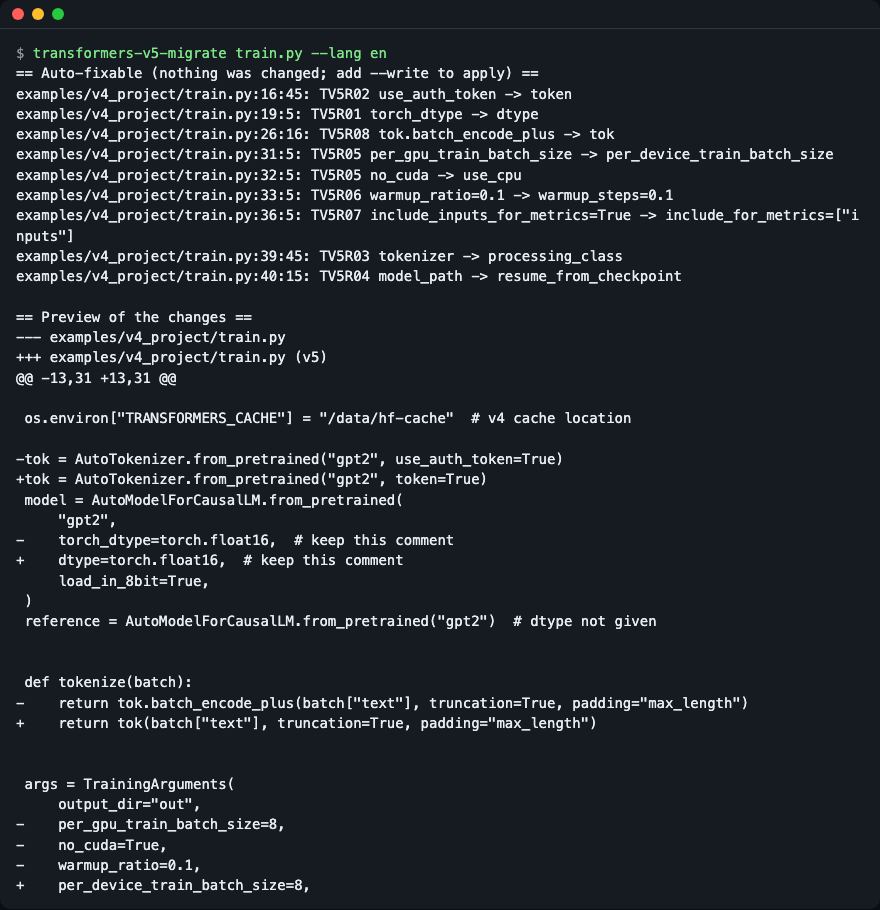 $ transformers-v5-migrate train.py --lang en
== Auto-fixable (nothing was changed; add --write to apply) ==
examples/v4_project/train.py:16:45: TV5R02 use_auth_token -> token
examples/v4_project/train.py:19:5: TV5R01 torch_dtype -> dtype
examples/v4_project/train.py:26:16: TV5R08 tok.batch_encode_plus -> tok
examples/v4_project/train.py:31:5: TV5R05 per_gpu_train_batch_size -> per_device_train_batch_size
examples/v4_project/train.py:32:5: TV5R05 no_cuda -> use_cpu
examples/v4_project/train.py:33:5: TV5R06 warmup_ratio=0.1 -> warmup_steps=0.1
examples/v4_project/train.py:36:5: TV5R07 include_inputs_for_metrics=True -> include_for_metrics=["i
nputs"]
examples/v4_project/train.py:39:45: TV5R03 tokenizer -> processing_class
examples/v4_project/train.py:40:15: TV5R04 model_path -> resume_from_checkpoint

== Preview of the changes ==
--- examples/v4_project/train.py
+++ examples/v4_project/train.py (v5)
@@ -13,31 +13,31 @@

 os.environ["TRANSFORMERS_CACHE"] = "/data/hf-cache"  # v4 cache location

-tok = AutoTokenizer.from_pretrained("gpt2", use_auth_token=True)
+tok = AutoTokenizer.from_pretrained("gpt2", token=True)
 model = AutoModelForCausalLM.from_pretrained(
     "gpt2",
-    torch_dtype=torch.float16,  # keep this comment
+    dtype=torch.float16,  # keep this comment
     load_in_8bit=True,
 )
 reference = AutoModelForCausalLM.from_pretrained("gpt2")  # dtype not given


 def tokenize(batch):
-    return tok.batch_encode_plus(batch["text"], truncation=True, padding="max_length")
+    return tok(batch["text"], truncation=True, padding="max_length")


 args = TrainingArguments(
     output_dir="out",
-    per_gpu_train_batch_size=8,
-    no_cuda=True,
-    warmup_ratio=0.1,
+    per_device_train_batch_size=8,